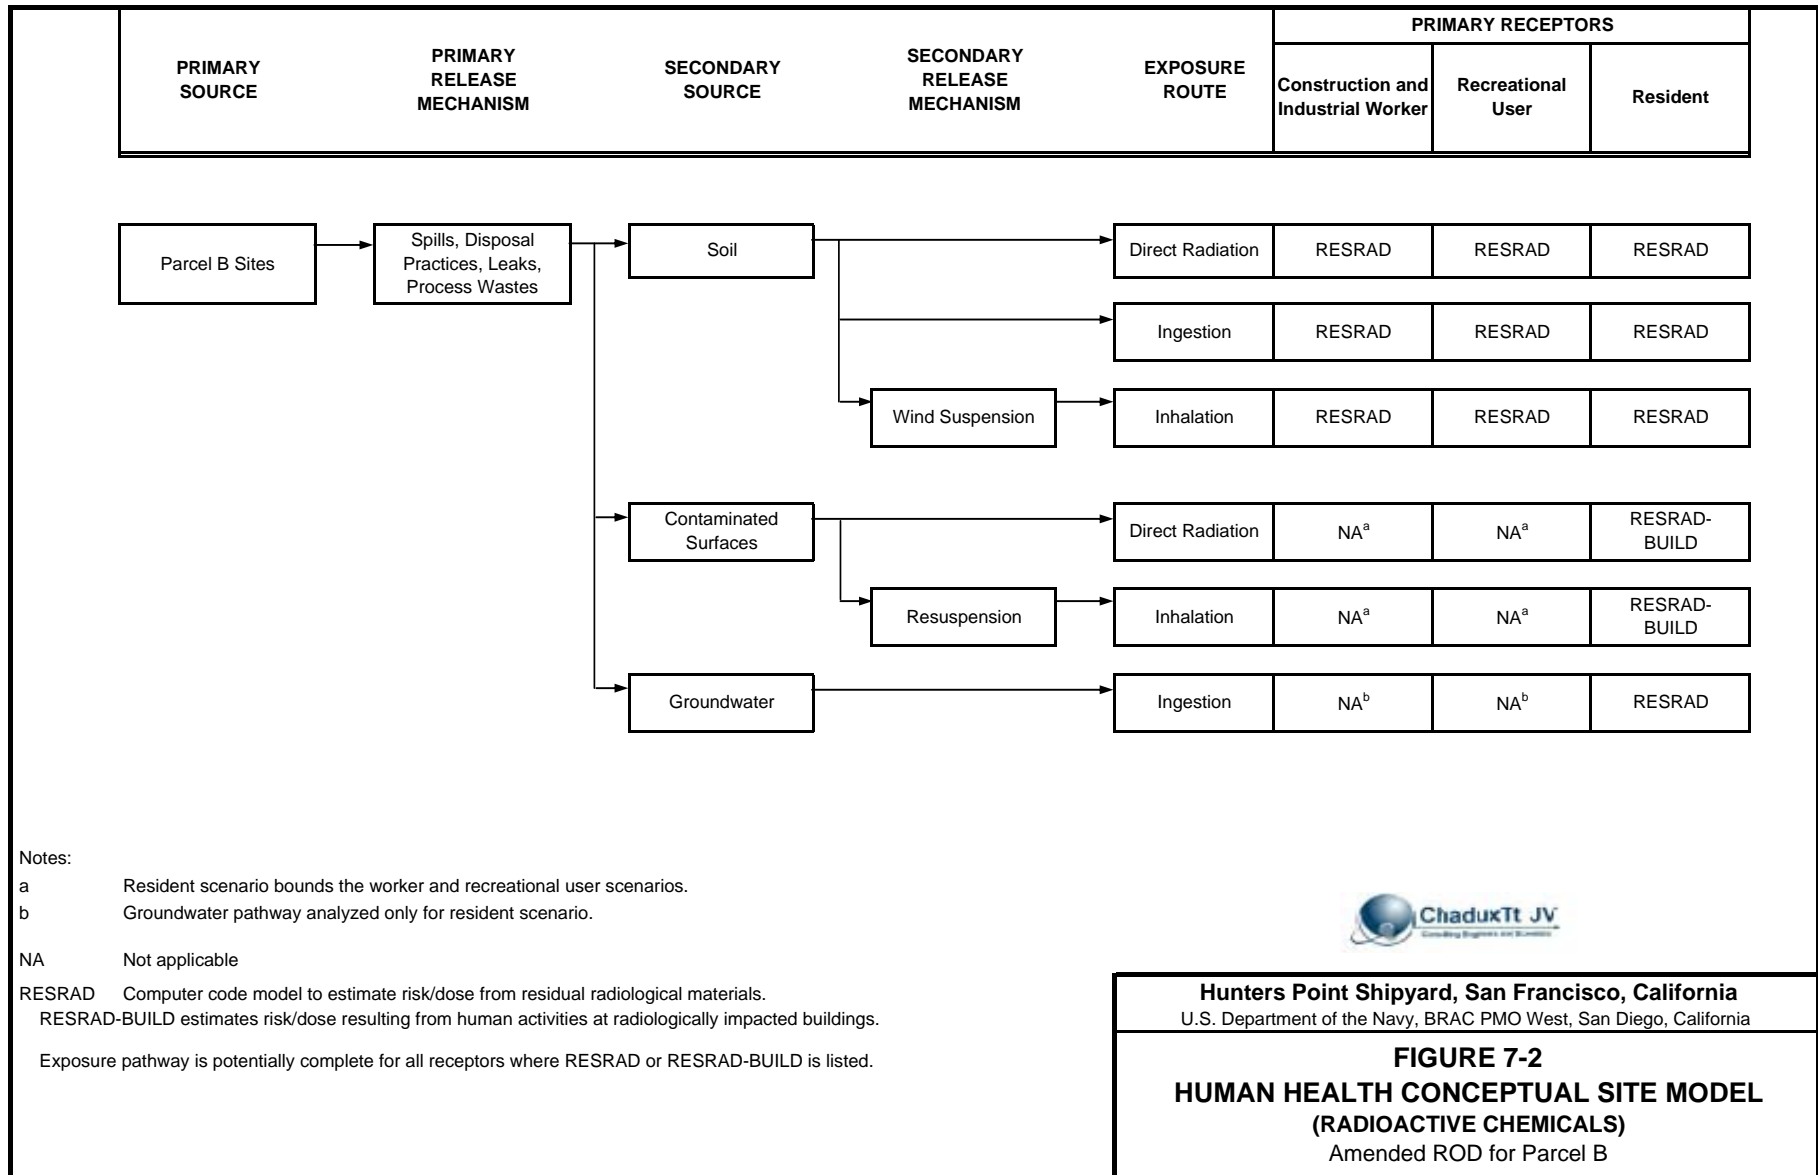 PRIMARY RECEPTORS
PRIMARY
SOURCE
PRIMARY
RELEASE
MECHANISM
SECONDARY
SOURCE
SECONDARY
RELEASE
MECHANISM
EXPOSURE
ROUTE
Construction and
Industrial Worker
Recreational
User
Resident
Parcel B Sites
Spills, Disposal
Practices, Leaks,
Process Wastes
Soil
Direct Radiation
RESRAD
RESRAD
RESRAD
Ingestion
RESRAD
RESRAD
RESRAD
Wind Suspension
Inhalation
RESRAD
RESRAD
RESRAD
Contaminated
Surfaces
Direct Radiation
NAa
NAa
RESRAD-
BUILD
Resuspension
Inhalation
NAa
NAa
RESRAD-
BUILD
Groundwater
Ingestion
NAb
NAb
RESRAD
Notes:
a Resident scenario bounds the worker and recreational user scenarios.
b Groundwater pathway analyzed only for resident scenario.
NA Not applicable
RESRAD Computer code model to estimate risk/dose from residual radiological materials.
RESRAD-BUILD estimates risk/dose resulting from human activities at radiologically impacted buildings.
Exposure pathway is potentially complete for all receptors where RESRAD or RESRAD-BUILD is listed.
ChaduxTt JV
Consulting Engineers and Scientists
Hunters Point Shipyard, San Francisco, California
U.S. Department of the Navy, BRAC PMO West, San Diego, California
FIGURE 7-2
HUMAN HEALTH CONCEPTUAL SITE MODEL
(RADIOACTIVE CHEMICALS)
Amended ROD for Parcel B